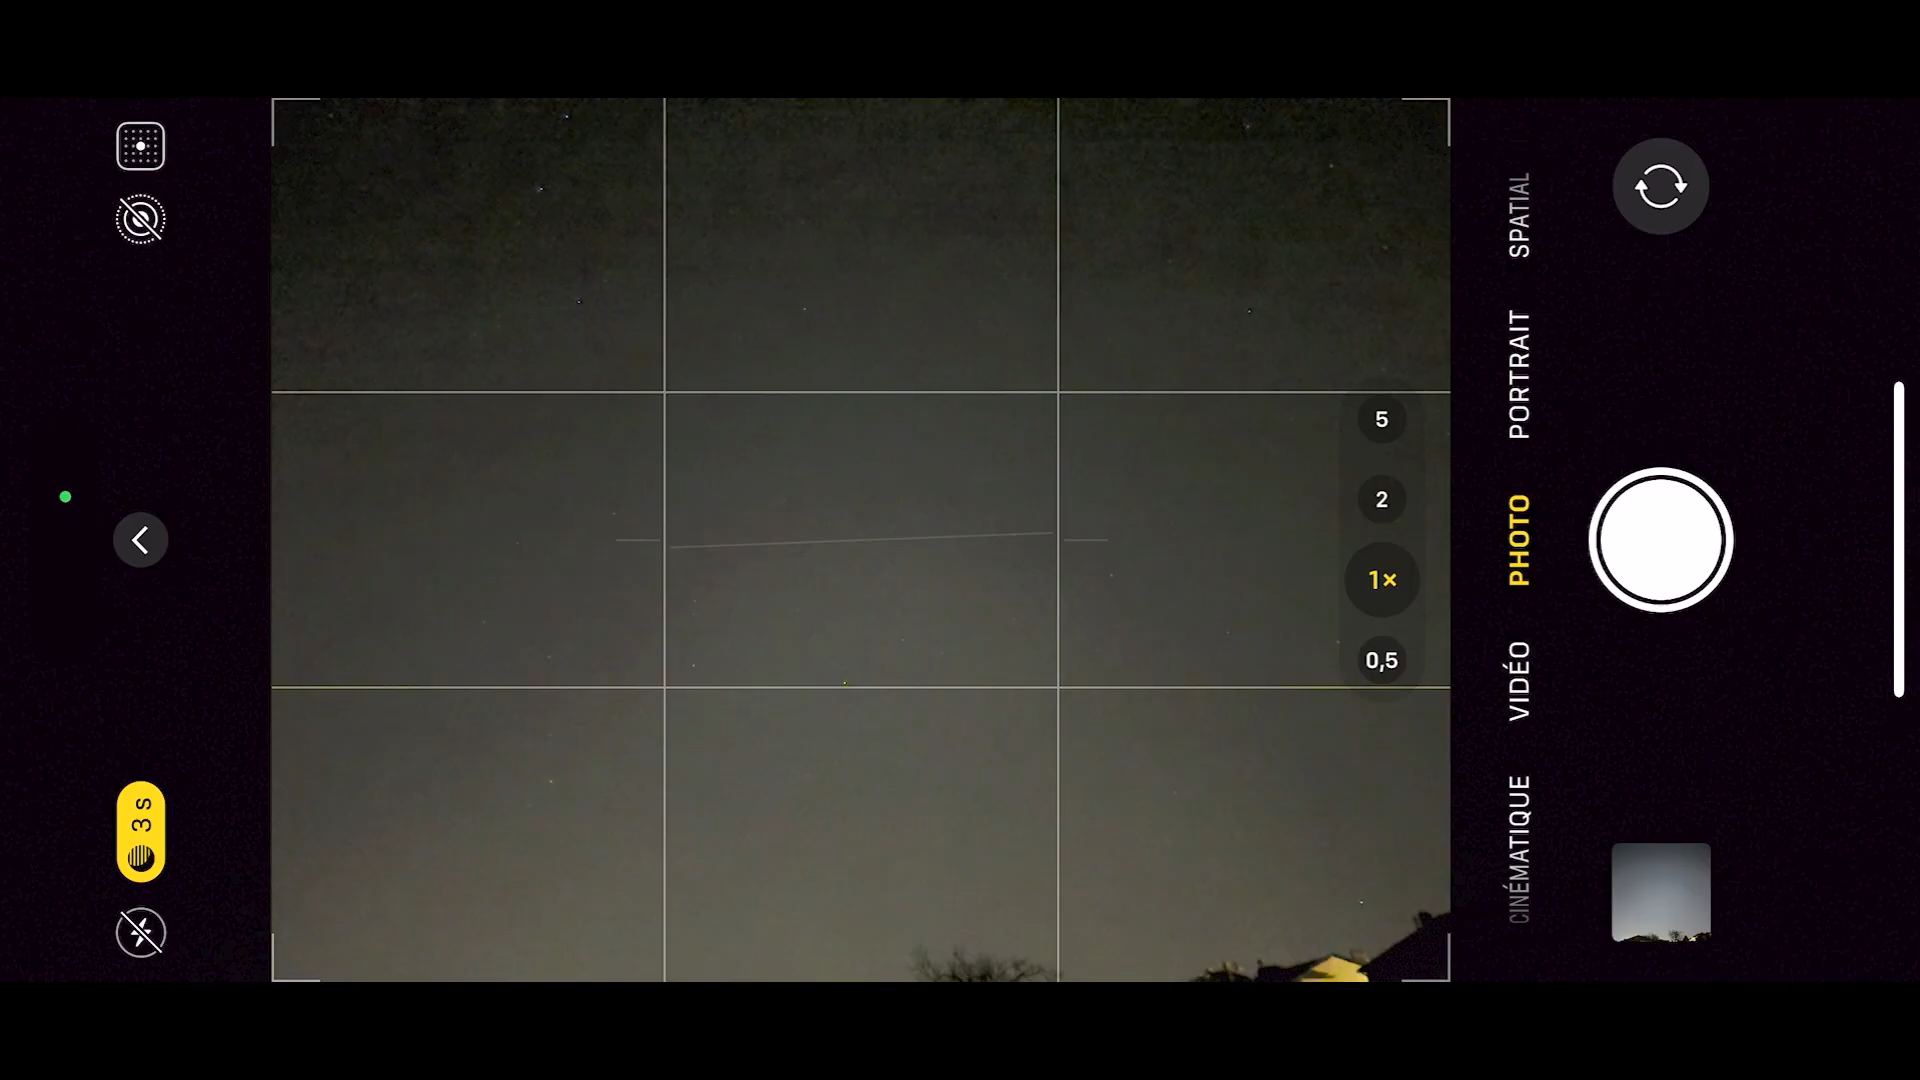 3 s
5
2
1×
0,5
SPATIAL
PORTRAIT
PHOTO
VIDÉO
CINÉMATIQUE